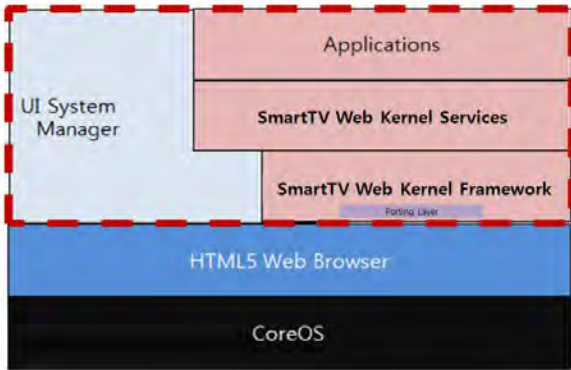 Applications
UI System
Manager
SmartTV Web Kernel Services
SmartTV Web Kernel Framework
Porting Layer
HTML5 Web Browser
CoreOS